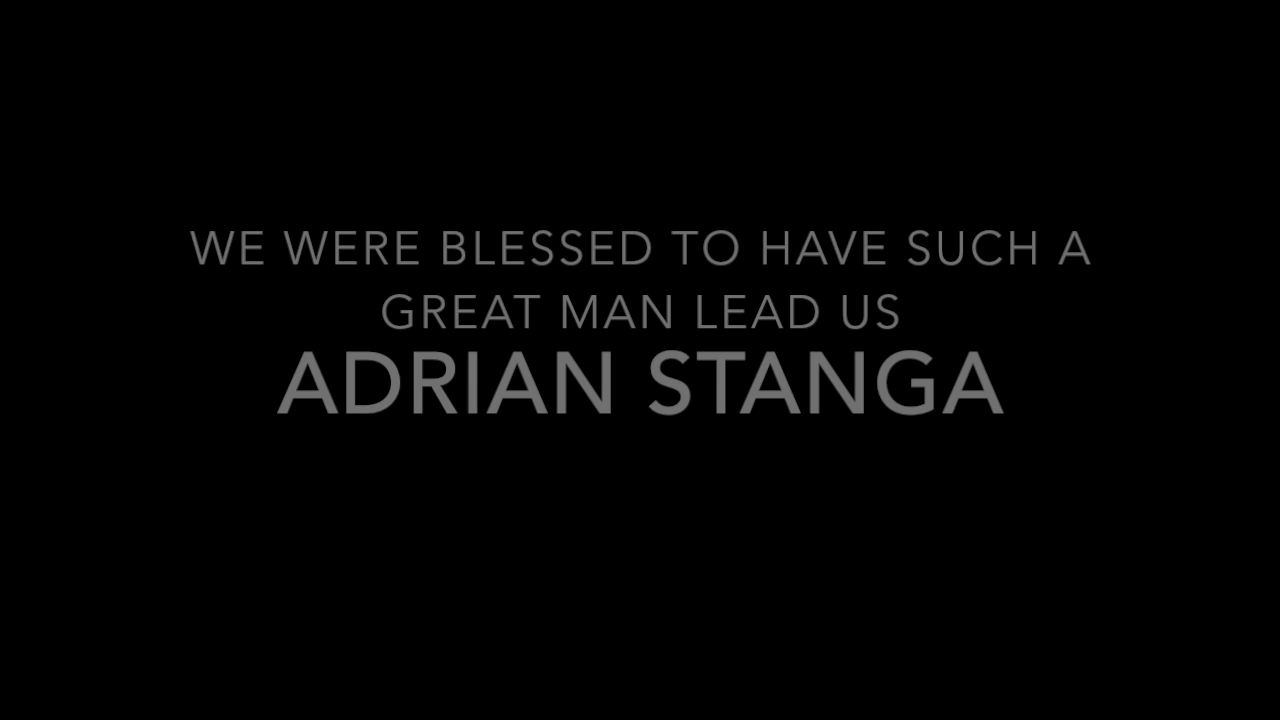 WE WERE BLESSED TO HAVE SUCH A
GREAT MAN LEAD US
ADRIAN STANGA